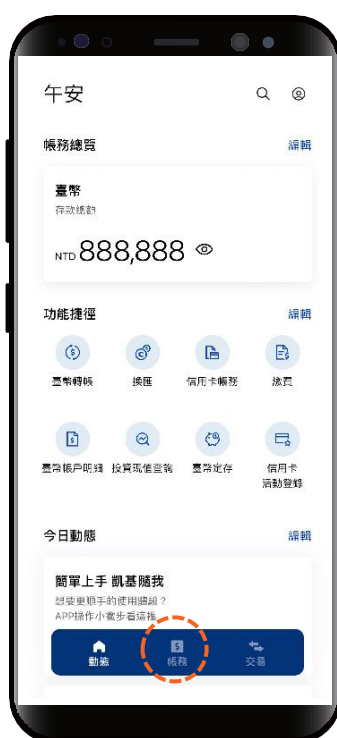 午安
帳務總覽 編輯
臺幣
存款總額
NTD 888,888
功能捷徑 編輯
臺幣轉帳 換匯 信用卡帳務 繳費
臺幣帳戶明細 投資現值查詢 臺幣定存 信用卡
活動登錄
今日動態 編輯
簡單上手 凱基隨我
想要更順手的使用體驗？
APP操作小撇步看這裡
動態 帳務 交易